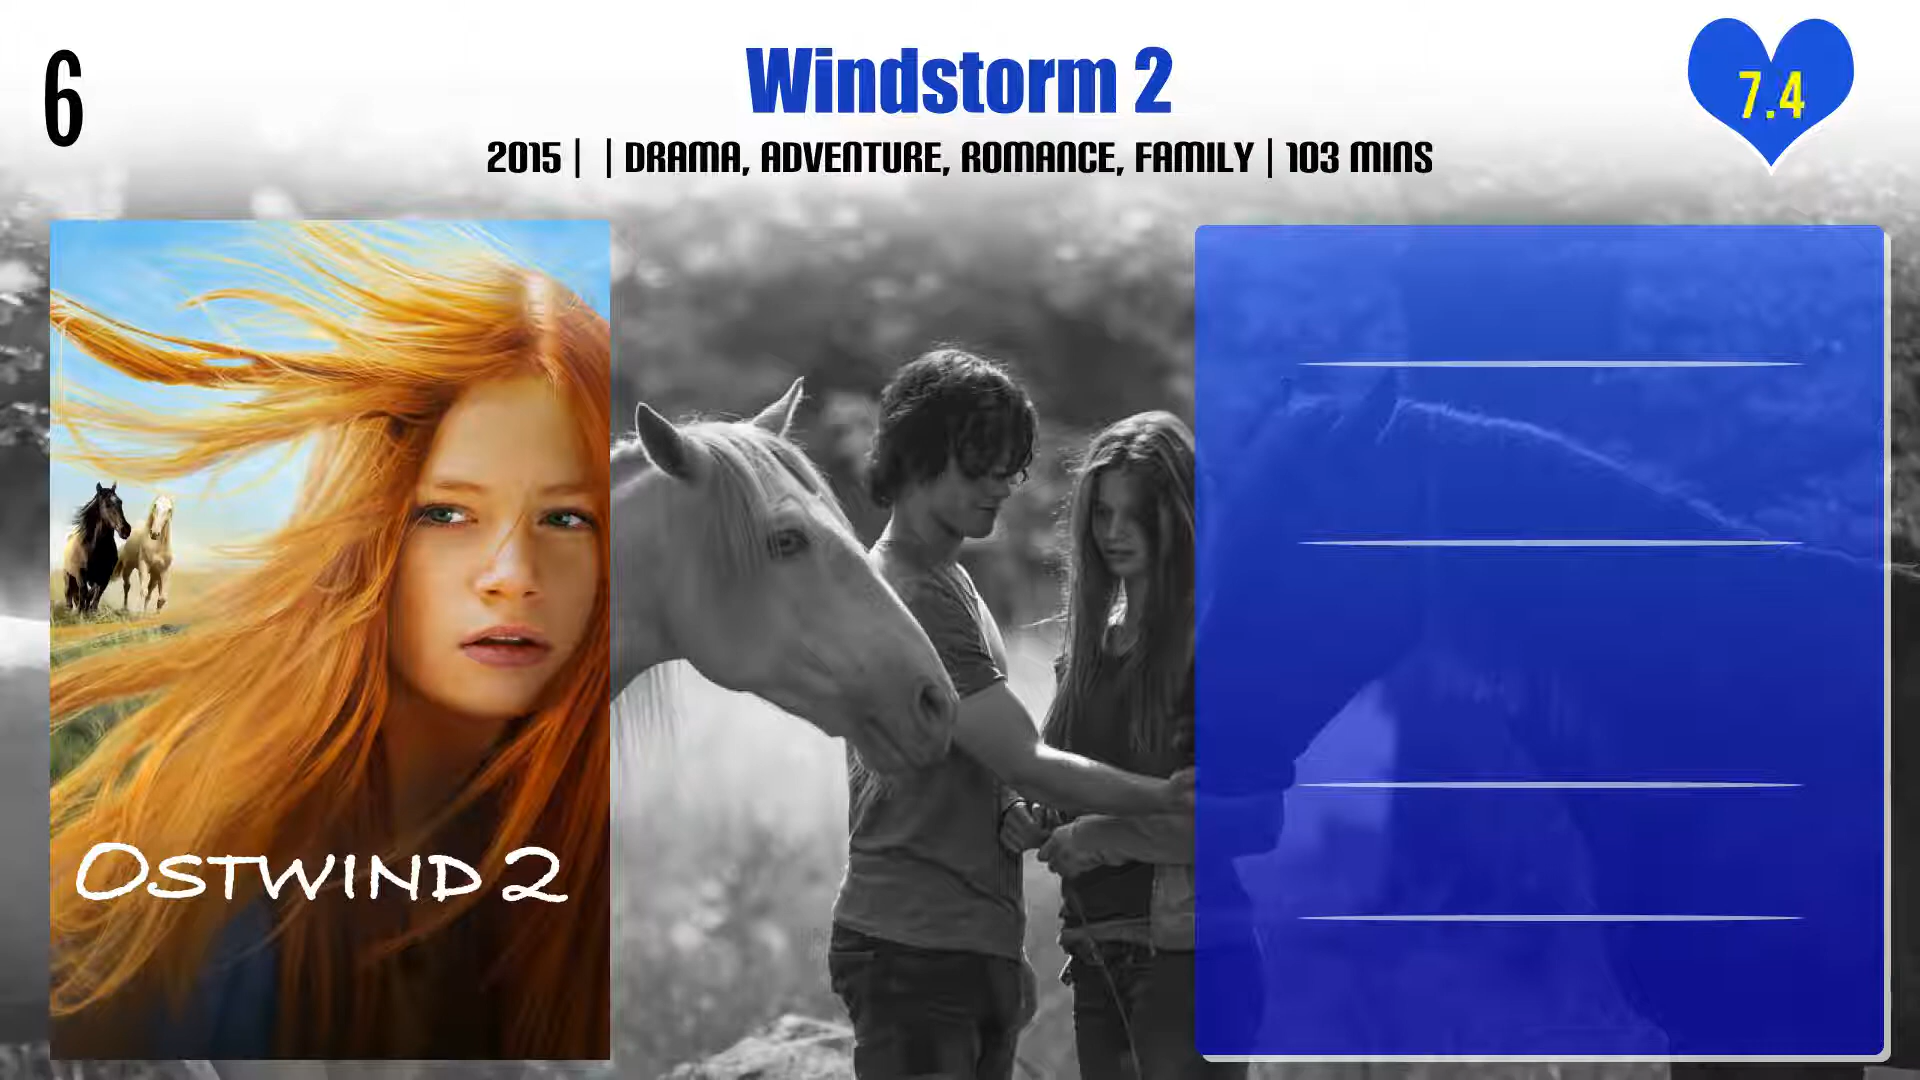 6
Windstorm 2
7.4
2015 | | DRAMA, ADVENTURE, ROMANCE, FAMILY | 103 MINS
OSTWIND 2